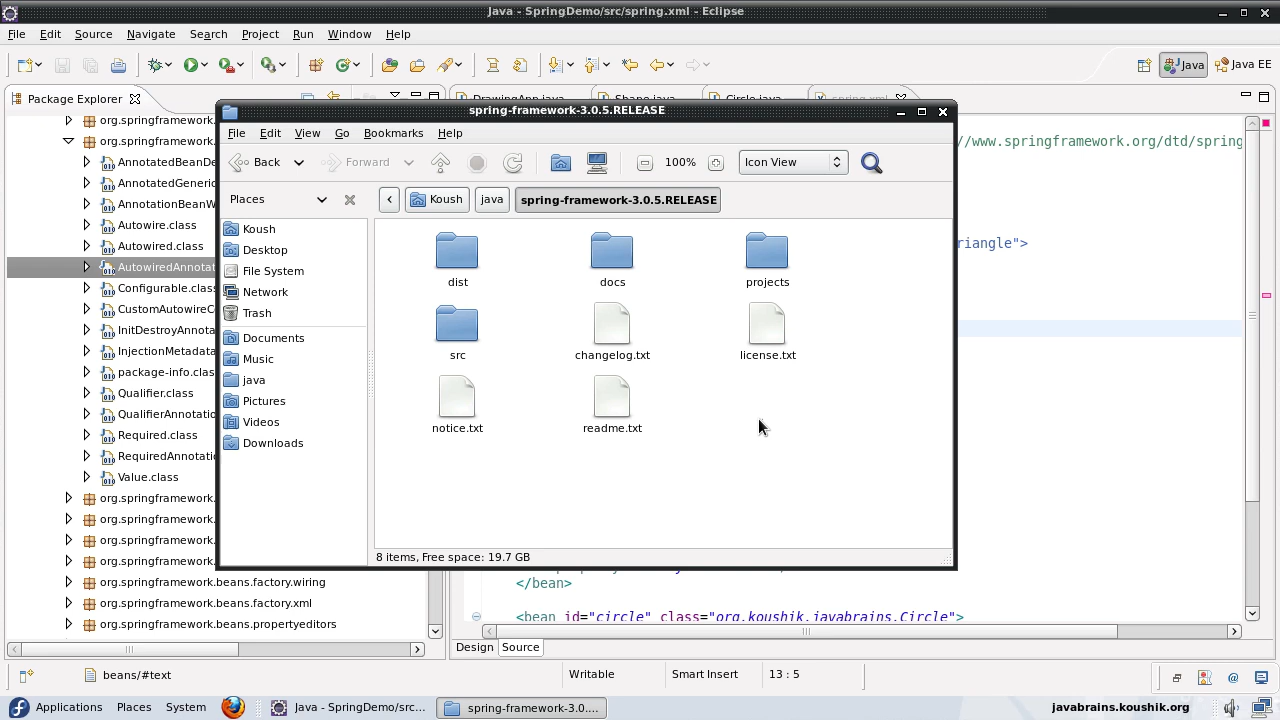 Java - SpringDemo/src/spring.xml - Eclipse
File Edit Source Navigate Search Project Run Window Help
Java Java EE
Package Explorer
DrawingApp.java Shape.java Circle.java spring.xml
org.springframework.
org.springframework.
AnnotatedBeanDe
AnnotatedGeneric
AnnotationBeanW
Autowire.class
Autowired.class
AutowiredAnnotat
Configurable.class
CustomAutowireC
InitDestroyAnnota
InjectionMetadata
package-info.clas
Qualifier.class
QualifierAnnotatio
Required.class
RequiredAnnotatio
Value.class
org.springframework.
org.springframework.
org.springframework.
org.springframework.
org.springframework.beans.factory.wiring
org.springframework.beans.factory.xml
org.springframework.beans.propertyeditors
spring-framework-3.0.5.RELEASE
File Edit View Go Bookmarks Help
Back Forward 100% Icon View
Places
Koush java spring-framework-3.0.5.RELEASE
Koush
Desktop
File System
Network
Trash
Documents
Music
java
Pictures
Videos
Downloads
dist docs projects
src changelog.txt license.txt
notice.txt readme.txt
8 items, Free space: 19.7 GB
//www.springframework.org/dtd/spring
riangle">
</bean>
<bean id="circle" class="org.koushik.javabrains.Circle">
Design Source
beans/#text Writable Smart Insert 13 : 5
Applications Places System Java - SpringDemo/src... spring-framework-3.0.... javabrains.koushik.org